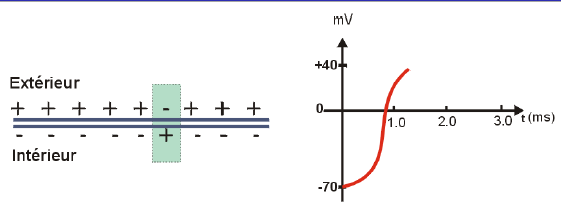 Extérieur
+ + + + + - + + +
- - - - - + - - -
Intérieur
mV
+40
0
1.0 2.0 3.0 t (ms)
-70